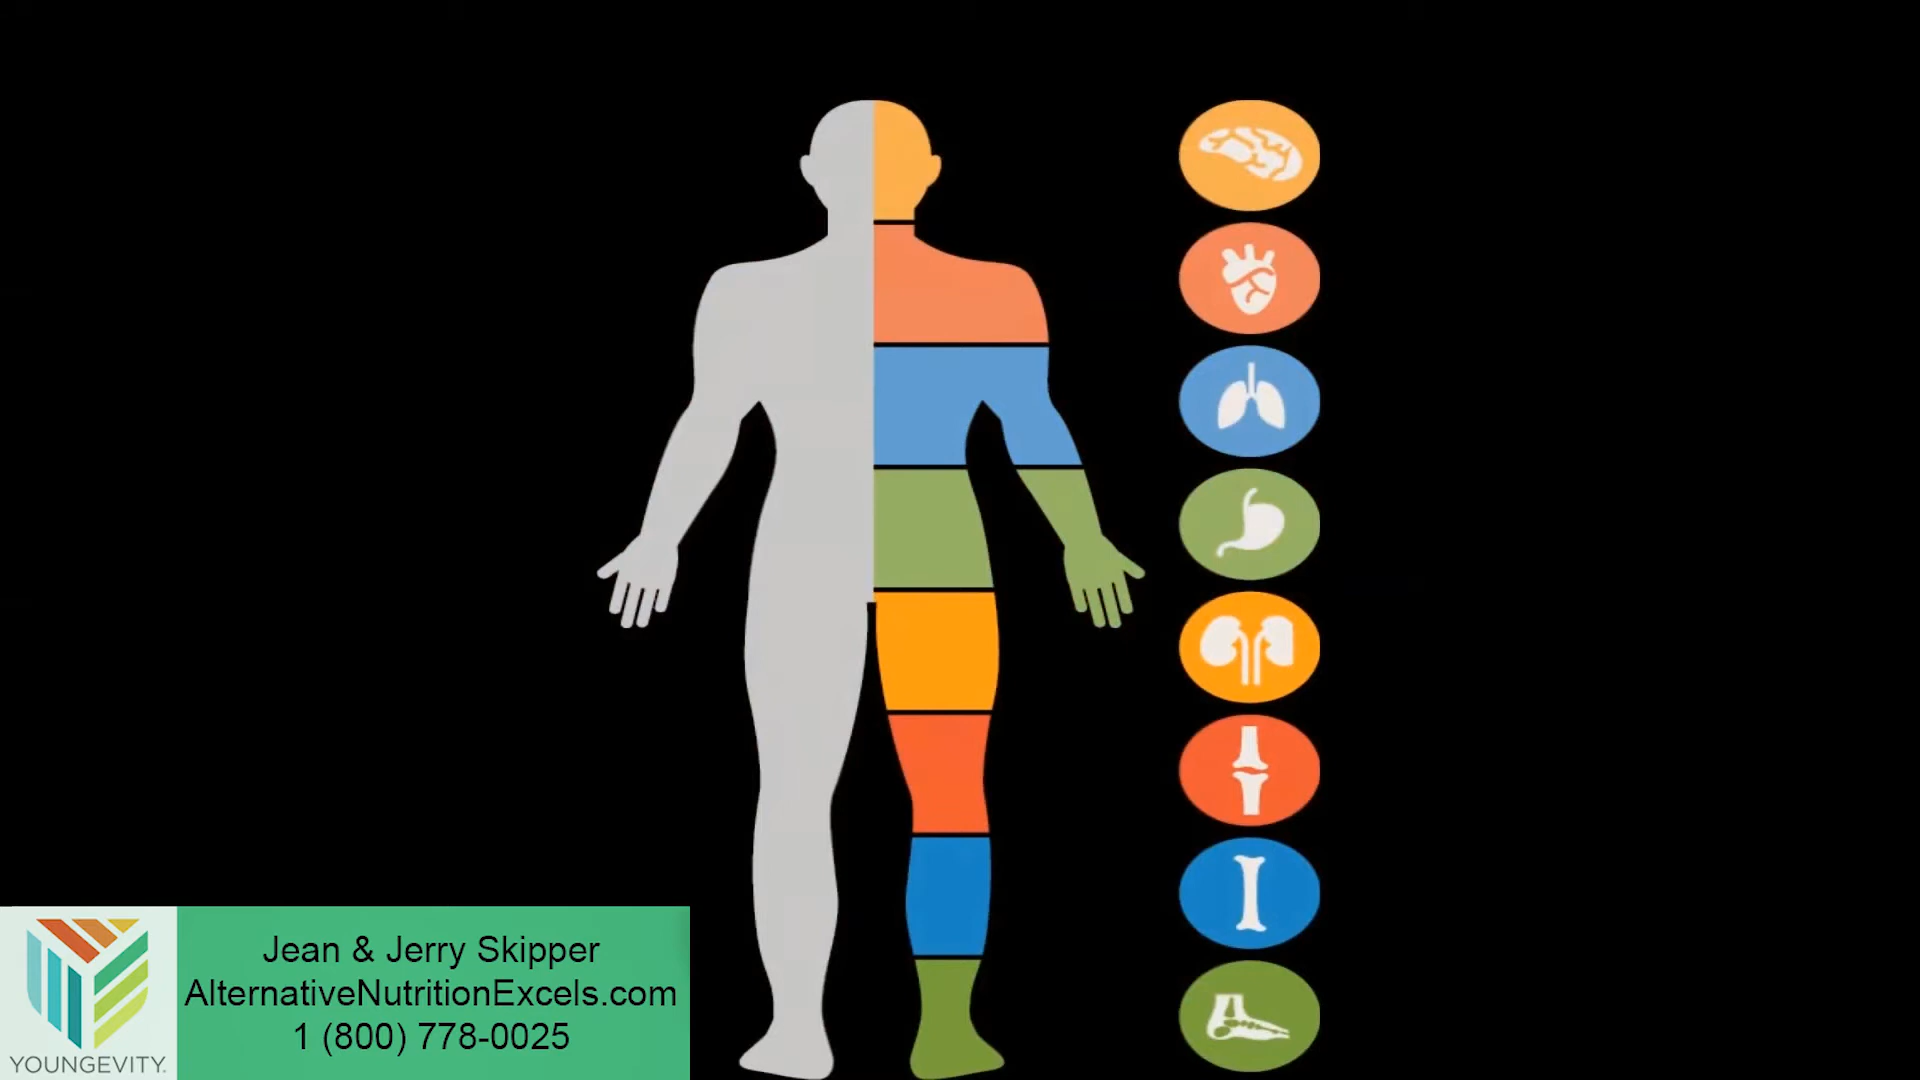 Jean & Jerry Skipper
AlternativeNutritionExcels.com
1 (800) 778-0025
YOUNGEVITY.